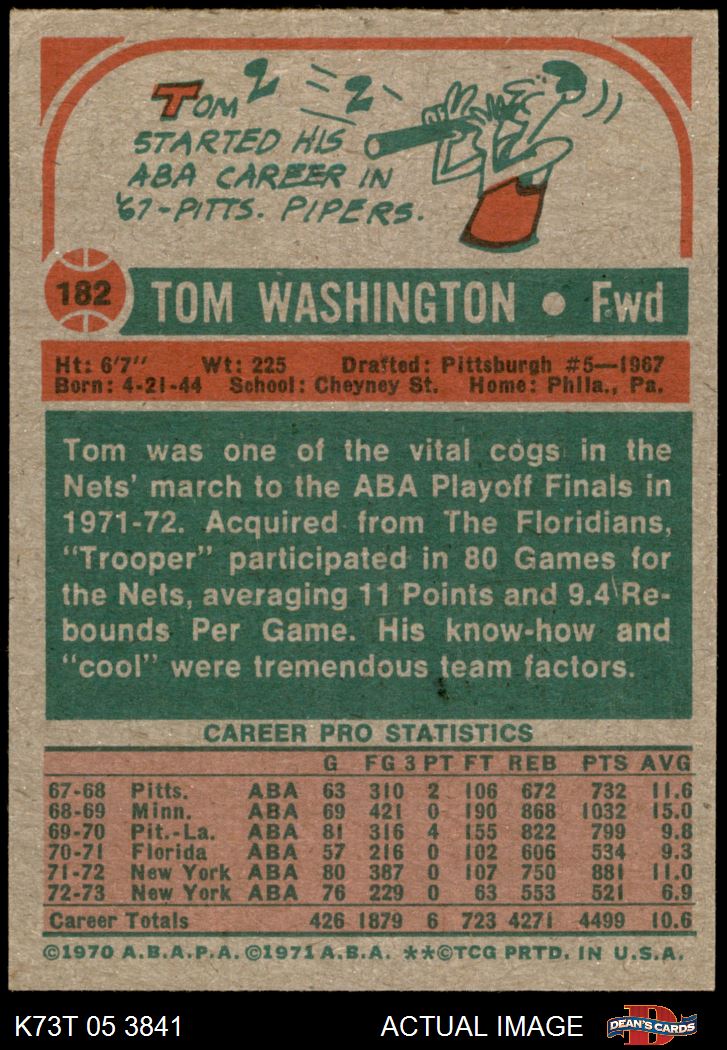 TOM 2 2
STARTED HIS
ABA CAREER IN
'67-PITTS. PIPERS.
182 TOM WASHINGTON • Fwd
Ht: 6'7" Wt: 225 Drafted: Pittsburgh #5—1967
Born: 4-21-44 School: Cheyney St. Home: Phila., Pa.
Tom was one of the vital cogs in the
Nets' march to the ABA Playoff Finals in
1971-72. Acquired from The Floridians,
"Trooper" participated in 80 Games for
the Nets, averaging 11 Points and 9.4 Re-
bounds Per Game. His know-how and
"cool" were tremendous team factors.
CAREER PRO STATISTICS
G FG 3 PT FT REB PTS AVG
67-68 Pitts. ABA 63 310 2 106 672 732 11.6
68-69 Minn. ABA 69 421 0 190 868 1032 15.0
69-70 Pit.-La. ABA 81 316 4 155 822 799 9.8
70-71 Florida ABA 57 216 0 102 606 534 9.3
71-72 New York ABA 80 387 0 107 750 881 11.0
72-73 New York ABA 76 229 0 63 553 521 6.9
Career Totals 426 1879 6 723 4271 4499 10.6
©1970 A.B.A.P.A. ©1971 A.B.A. **©TCG PRTD. IN U.S.A.
K73T 05 3841 ACTUAL IMAGE D DEAN'S CARDS